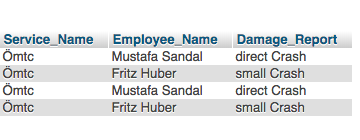 Service_Name Employee_Name Damage_Report
Ömtc Mustafa Sandal direct Crash
Ömtc Fritz Huber small Crash
Ömtc Mustafa Sandal direct Crash
Ömtc Fritz Huber small Crash